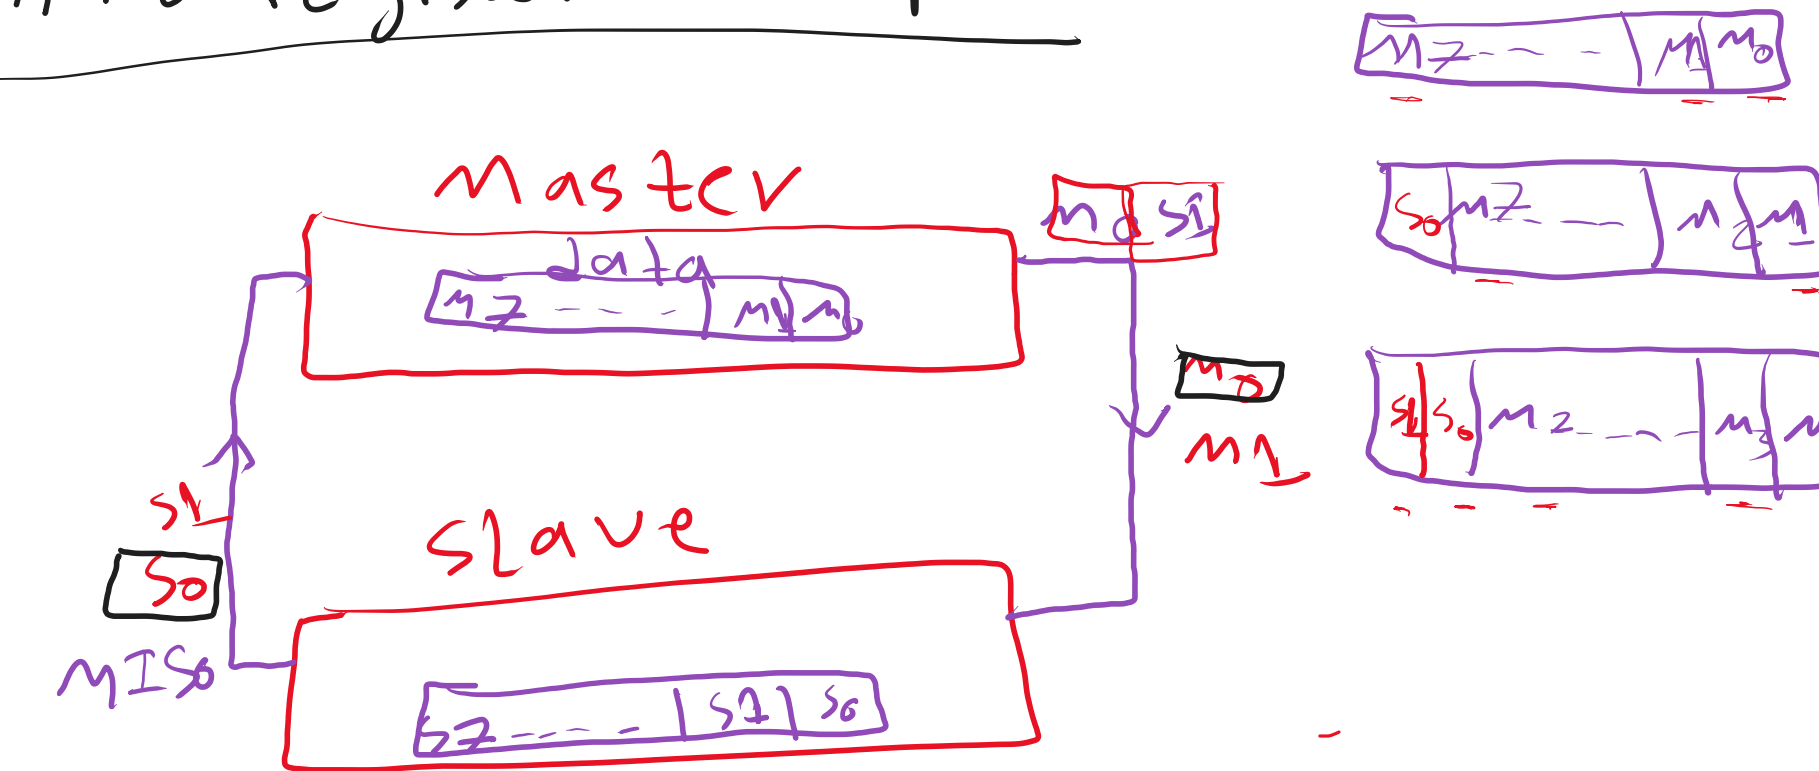 M7 - - - - M1 M0
Master
M0 S1
S0 M7 - - - - M2 M1
data
M7 - - - - M1 M0
M0
S1 S0 M7 - - - - M3
M1
S1
Slave
S0
MISO
S7 - - - - S1 S0